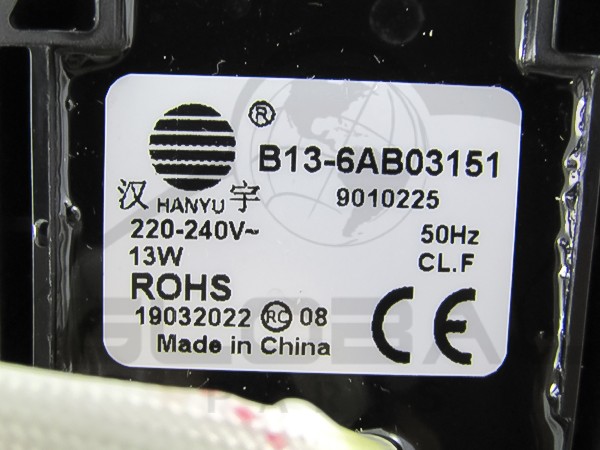 ®
B13-6AB03151
汉 HANYU 宇
9010225
220-240V~
50Hz
13W
CL.F
ROHS
19032022 RC 08
CE
Made in China